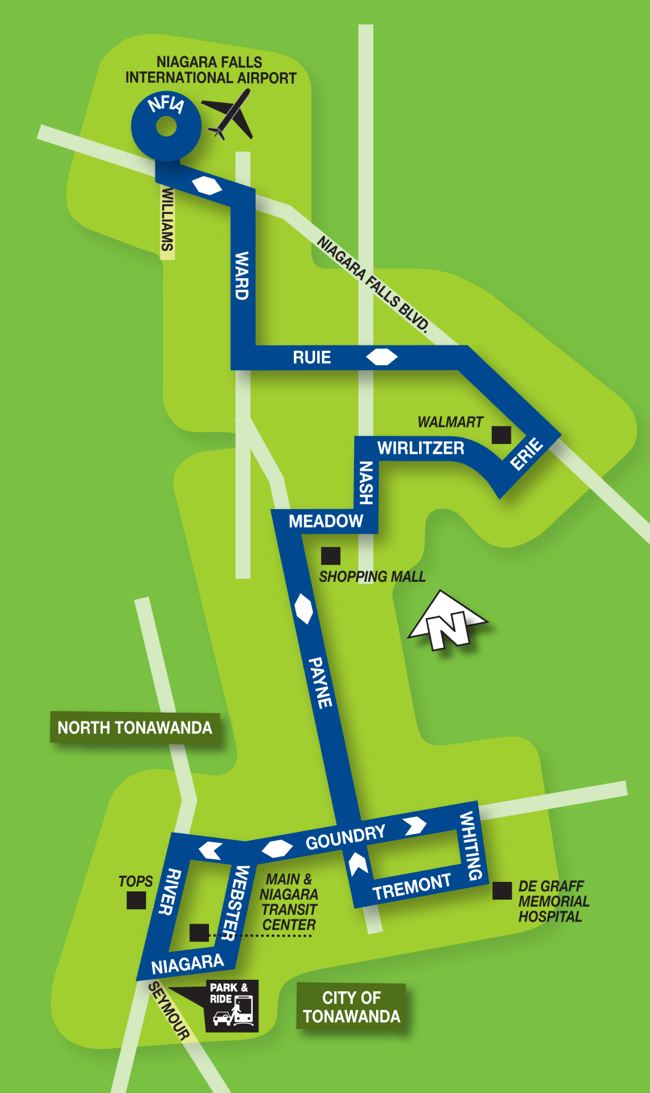 NIAGARA FALLS
INTERNATIONAL AIRPORT
NFIA
WILLIAMS
WARD
NIAGARA FALLS BLVD.
RUIE
WALMART
WIRLITZER
ERIE
NASH
MEADOW
SHOPPING MALL
N
PAYNE
NORTH TONAWANDA
GOUNDRY
WHITING
TREMONT
TOPS
RIVER
WEBSTER
MAIN &
NIAGARA
TRANSIT
CENTER
DE GRAFF
MEMORIAL
HOSPITAL
NIAGARA
SEYMOUR
PARK &
RIDE
CITY OF
TONAWANDA